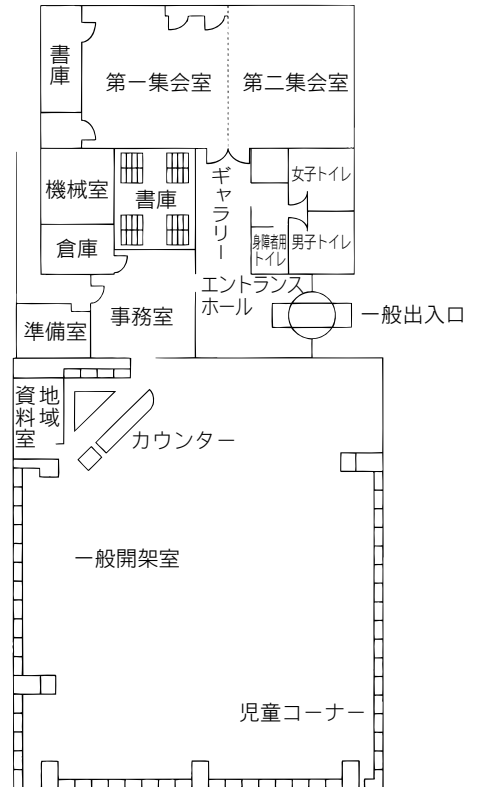 書庫
第一集会室
第二集会室
機械室
書庫
ギャラリー
女子トイレ
倉庫
身障者用
トイレ
男子トイレ
エントランス
ホール
一般出入口
準備室
事務室
地域
資料室
カウンター
一般開架室
児童コーナー